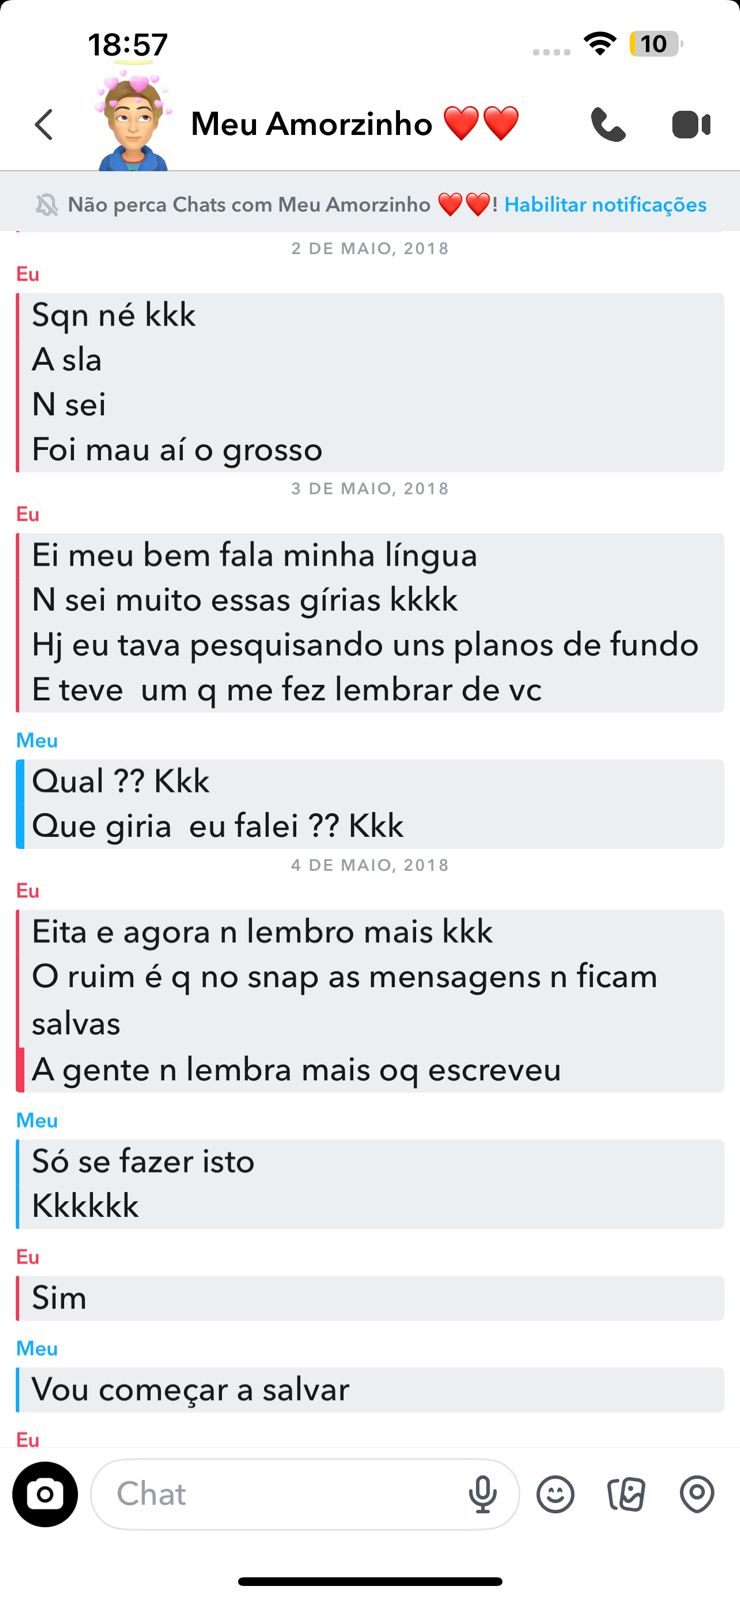 18:57
10
Meu Amorzinho ❤️❤️
Não perca Chats com Meu Amorzinho ❤️❤️! Habilitar notificações
2 DE MAIO, 2018
Eu
Sqn né kkk
A sla
N sei
Foi mau aí o grosso
3 DE MAIO, 2018
Eu
Ei meu bem fala minha língua
N sei muito essas gírias kkkk
Hj eu tava pesquisando uns planos de fundo
E teve  um q me fez lembrar de vc
Meu
Qual ?? Kkk
Que giria  eu falei ?? Kkk
4 DE MAIO, 2018
Eu
Eita e agora n lembro mais kkk
O ruim é q no snap as mensagens n ficam
salvas
A gente n lembra mais oq escreveu
Meu
Só se fazer isto
Kkkkkk
Eu
Sim
Meu
Vou começar a salvar
Eu
Chat